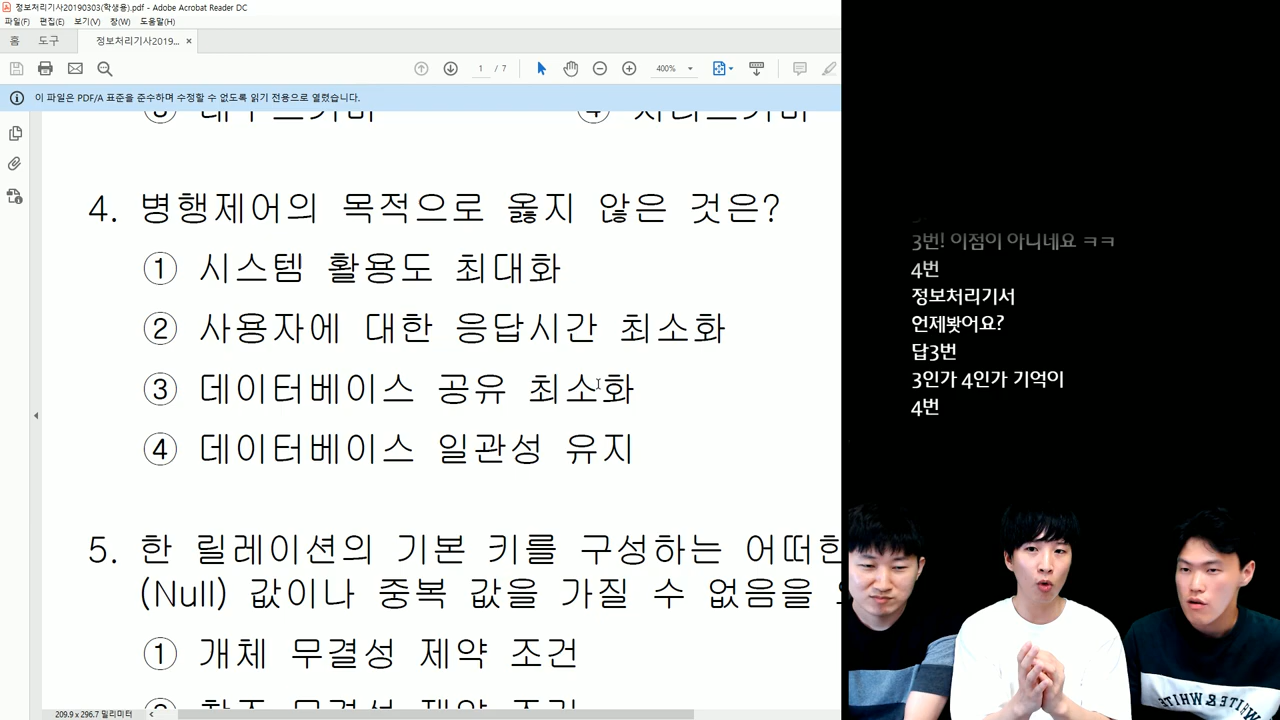 정보처리기사20190303(학생용).pdf - Adobe Acrobat Reader DC
파일(F) 편집(E) 보기(V) 창(W) 도움말(H)
홈 도구 정보처리기사2019... ×
1 / 7 400%
이 파일은 PDF/A 표준을 준수하며 수정할 수 없도록 읽기 전용으로 열렸습니다.
4. 병행제어의 목적으로 옳지 않은 것은?
① 시스템 활용도 최대화
② 사용자에 대한 응답시간 최소화
③ 데이터베이스 공유 최소화
④ 데이터베이스 일관성 유지
5. 한 릴레이션의 기본 키를 구성하는 어떠한
(Null) 값이나 중복 값을 가질 수 없음을
① 개체 무결성 제약 조건
209.9 x 296.7 밀리미터
3번! 이점이 아니네요 ㅋㅋ
4번
정보처리기서
언제봣어요?
답3번
3인가 4인가 기억이
4번